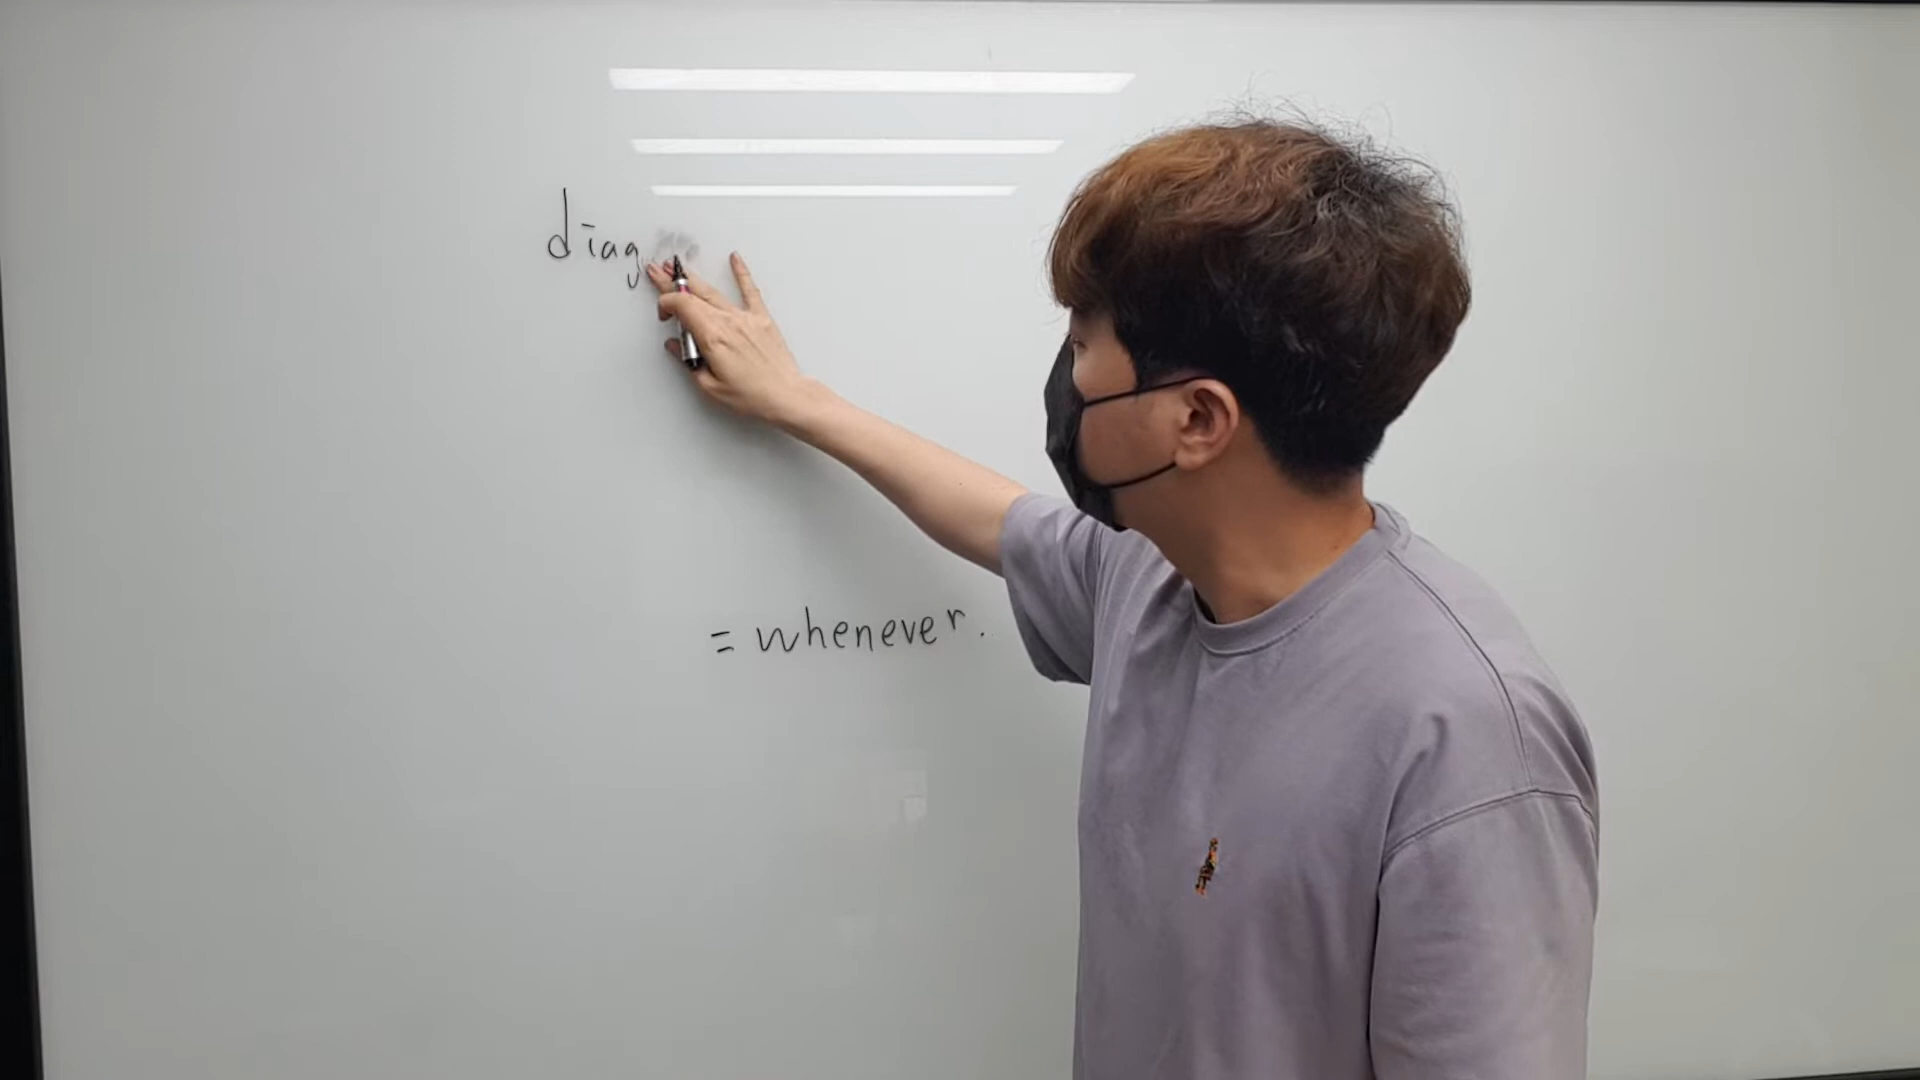 diag
= whenever.